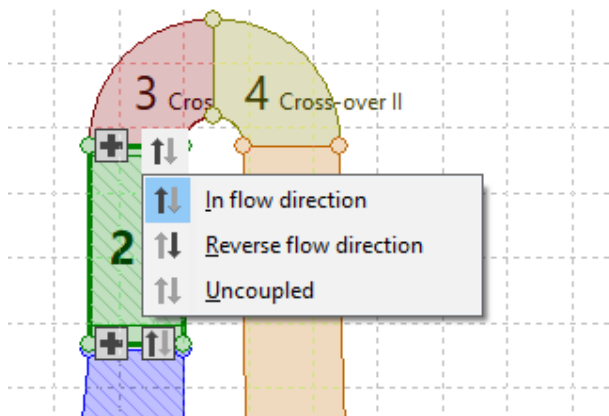 3 Cros
4 Cross-over II
In flow direction
2
Reverse flow direction
Uncoupled